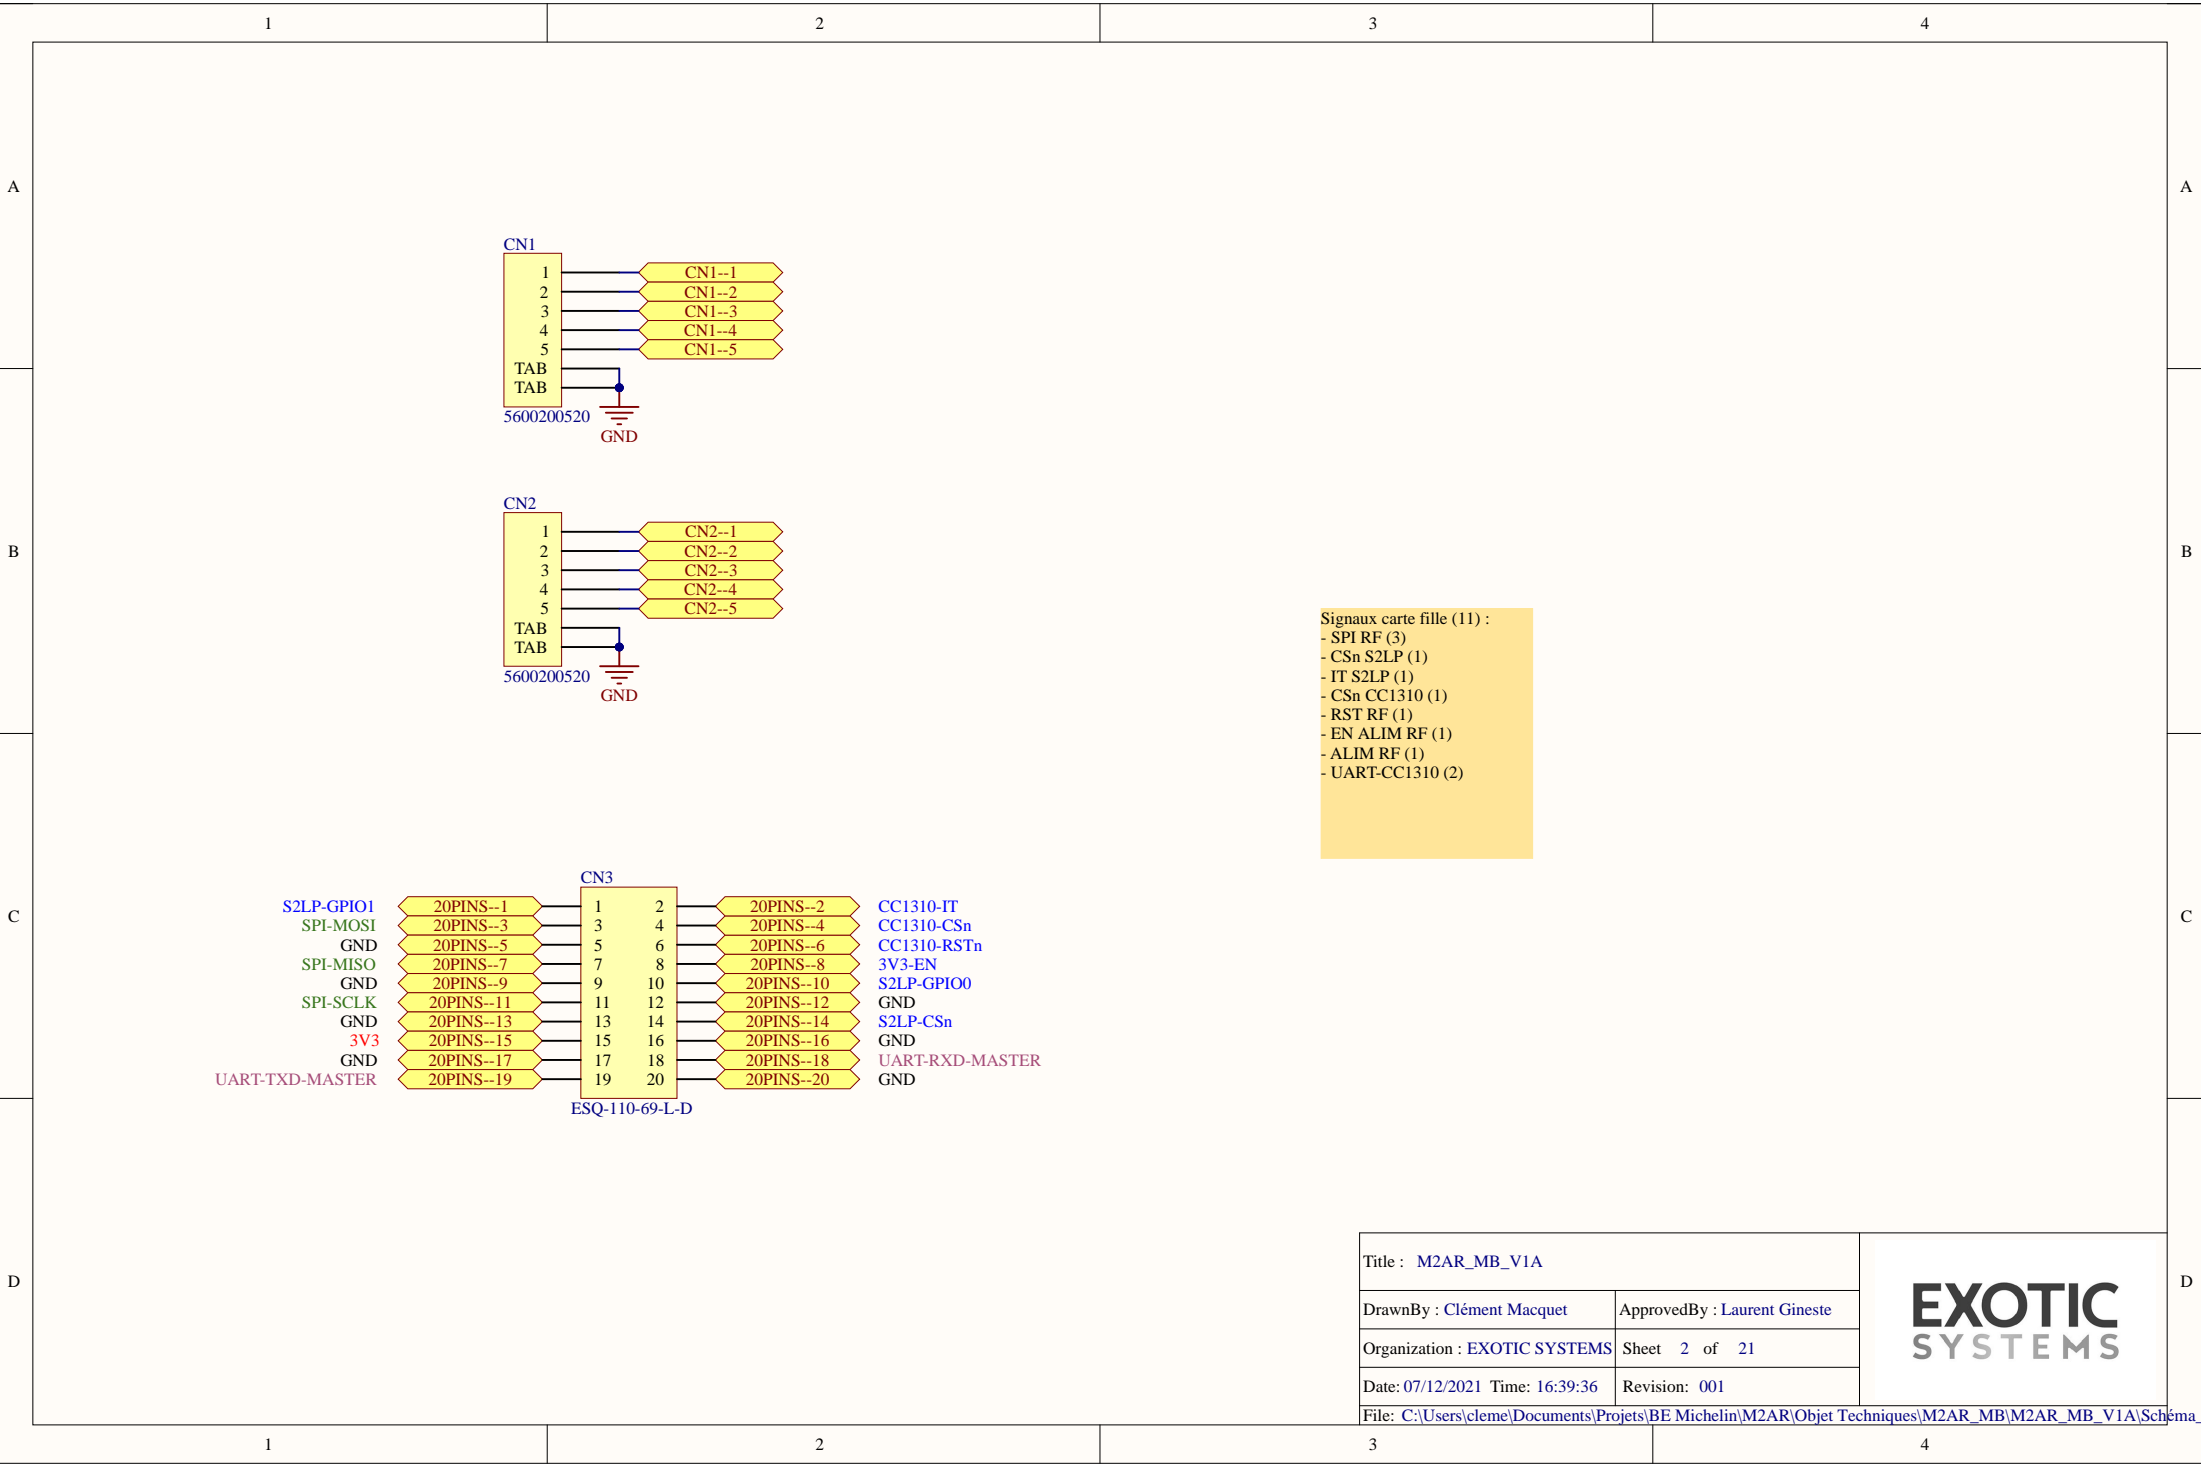 1 2 3 4
A A
CN1
1 CN1--1
2 CN1--2
3 CN1--3
4 CN1--4
5 CN1--5
TAB
TAB
5600200520
GND
CN2
B B
1 CN2--1
2 CN2--2
3 CN2--3
4 CN2--4
5 CN2--5
TAB
TAB
5600200520
GND
Signaux carte fille (11) :
- SPI RF (3)
- CSn S2LP (1)
- IT S2LP (1)
- CSn CC1310 (1)
- RST RF (1)
- EN ALIM RF (1)
- ALIM RF (1)
- UART-CC1310 (2)
CN3
C C
S2LP-GPIO1 20PINS--1 1 2 20PINS--2 CC1310-IT
SPI-MOSI 20PINS--3 3 4 20PINS--4 CC1310-CSn
GND 20PINS--5 5 6 20PINS--6 CC1310-RSTn
SPI-MISO 20PINS--7 7 8 20PINS--8 3V3-EN
GND 20PINS--9 9 10 20PINS--10 S2LP-GPIO0
SPI-SCLK 20PINS--11 11 12 20PINS--12 GND
GND 20PINS--13 13 14 20PINS--14 S2LP-CSn
3V3 20PINS--15 15 16 20PINS--16 GND
GND 20PINS--17 17 18 20PINS--18 UART-RXD-MASTER
UART-TXD-MASTER 20PINS--19 19 20 20PINS--20 GND
ESQ-110-69-L-D
D D
Title : M2AR_MB_V1A
DrawnBy : Clément Macquet ApprovedBy : Laurent Gineste
Organization : EXOTIC SYSTEMS Sheet 2 of 21
Date: 07/12/2021 Time: 16:39:36 Revision: 001
File: C:\Users\cleme\Documents\Projets\BE Michelin\M2AR\Objet Techniques\M2AR_MB\M2AR_MB_V1A\Schéma_
EXOTIC
SYSTEMS
1 2 3 4